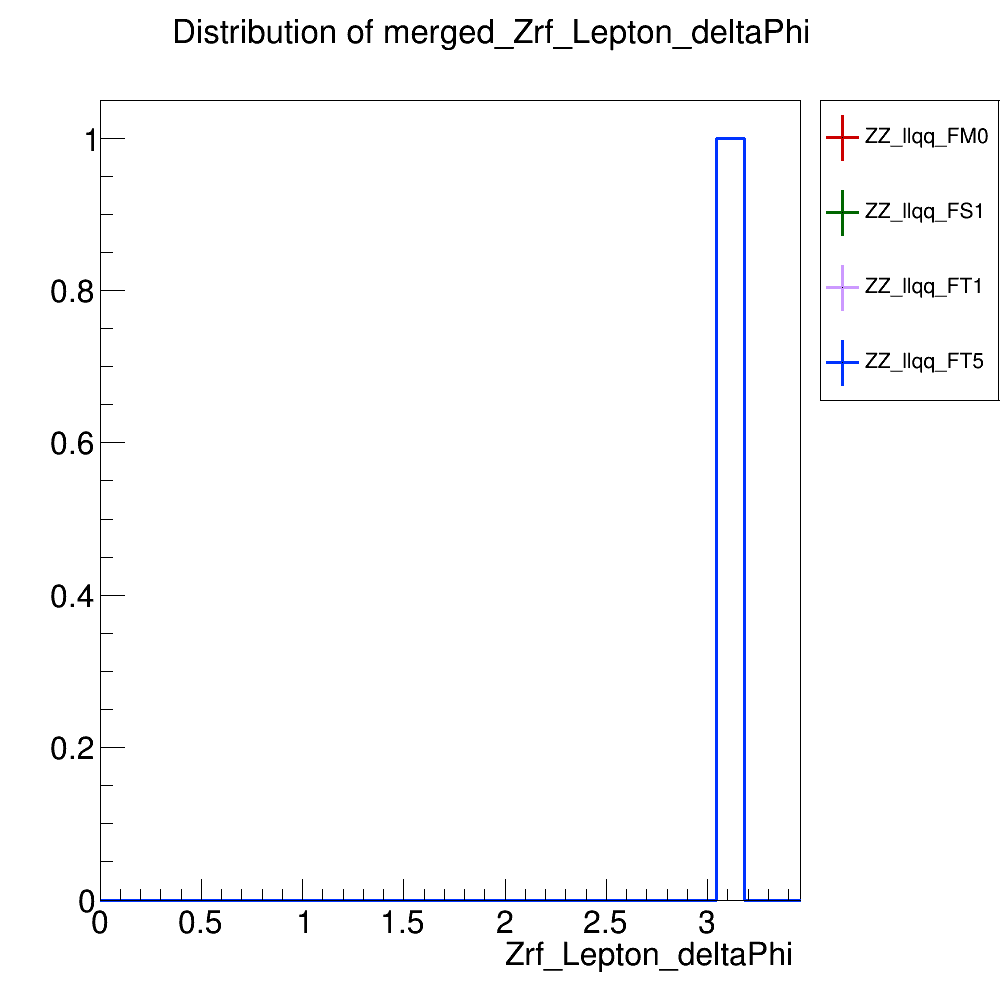 Distribution of merged_Zrf_Lepton_deltaPhi
1
0.8
0.6
0.4
0.2
0
0 0.5 1 1.5 2 2.5 3
Zrf_Lepton_deltaPhi
ZZ_llqq_FM0
ZZ_llqq_FS1
ZZ_llqq_FT1
ZZ_llqq_FT5